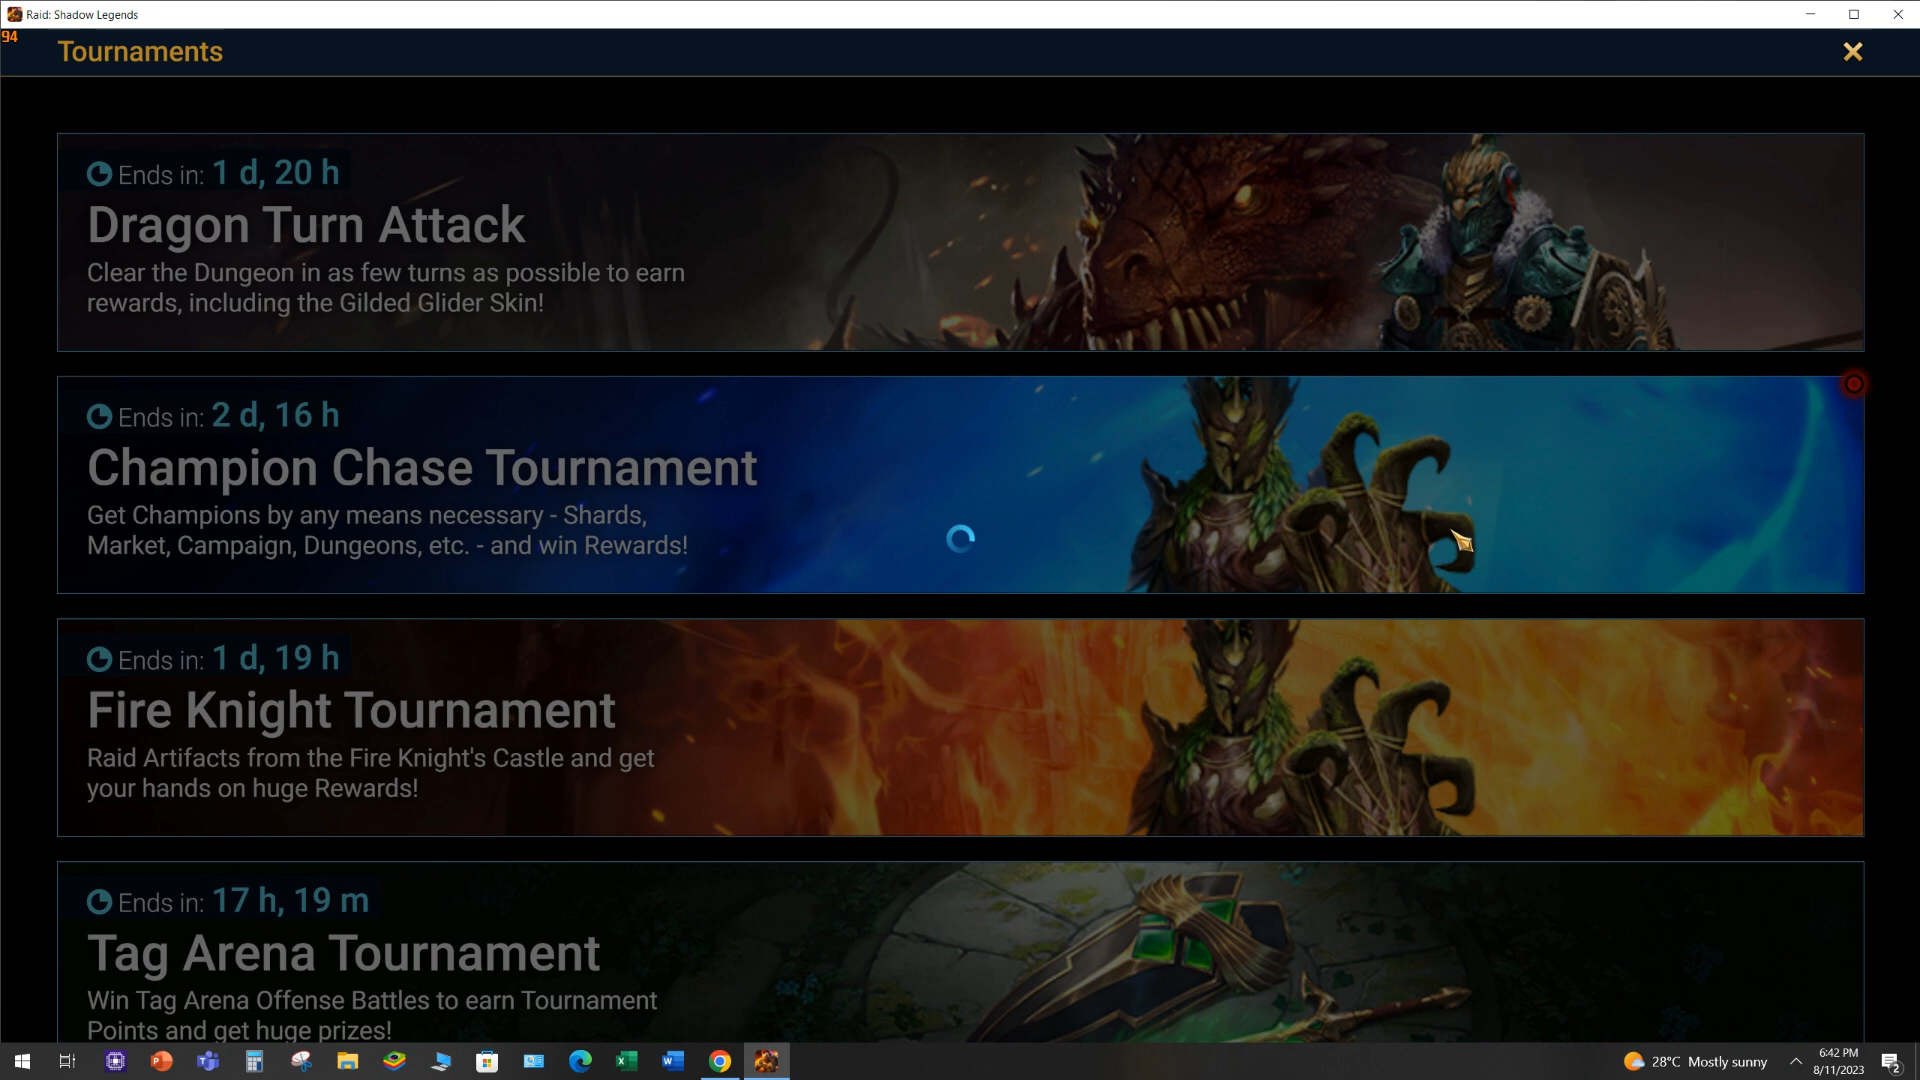 Raid: Shadow Legends
94
Tournaments
Ends in: 1 d, 20 h
Dragon Turn Attack
Clear the Dungeon in as few turns as possible to earn
rewards, including the Gilded Glider Skin!
Ends in: 2 d, 16 h
Champion Chase Tournament
Get Champions by any means necessary - Shards,
Market, Campaign, Dungeons, etc. - and win Rewards!
Ends in: 1 d, 19 h
Fire Knight Tournament
Raid Artifacts from the Fire Knight's Castle and get
your hands on huge Rewards!
Ends in: 17 h, 19 m
Tag Arena Tournament
Win Tag Arena Offense Battles to earn Tournament
Points and get huge prizes!
28°C Mostly sunny
6:42 PM
8/11/2023
2